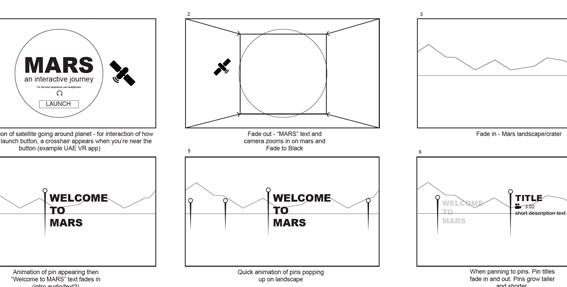 MARS
an interactive journey
For the best experience use headphones
LAUNCH
on of satellite going around planet - for interaction of how
launch button, a crosshair appears when you're near the
button (example UAE VR app)
2
Fade out - "MARS" text and
camera zooms in on mars and
Fade to Black
3
Fade in - Mars landscape/crater
WELCOME
TO
MARS
Animation of pin appearing then
"Welcome to MARS" text fades in
(intro audio/text?)
5
WELCOME
TO
MARS
Quick animation of pins popping
up on landscape
6
WELCOME
TO
MARS
TITLE
3:02
short description text
When panning to pins. Pin titles
fade in and out. Pins grow taller
and shorter